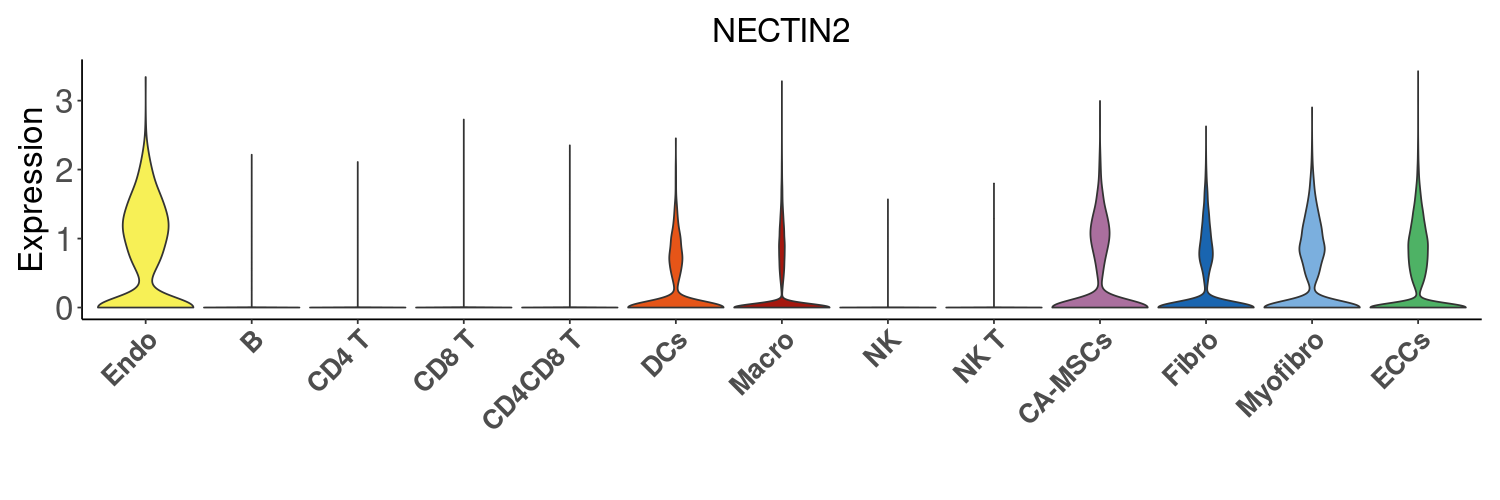 NECTIN2
Expression
3
2
1
0
Endo
B
CD4 T
CD8 T
CD4CD8 T
DCs
Macro
NK
NK T
CA-MSCs
Fibro
Myofibro
ECCs